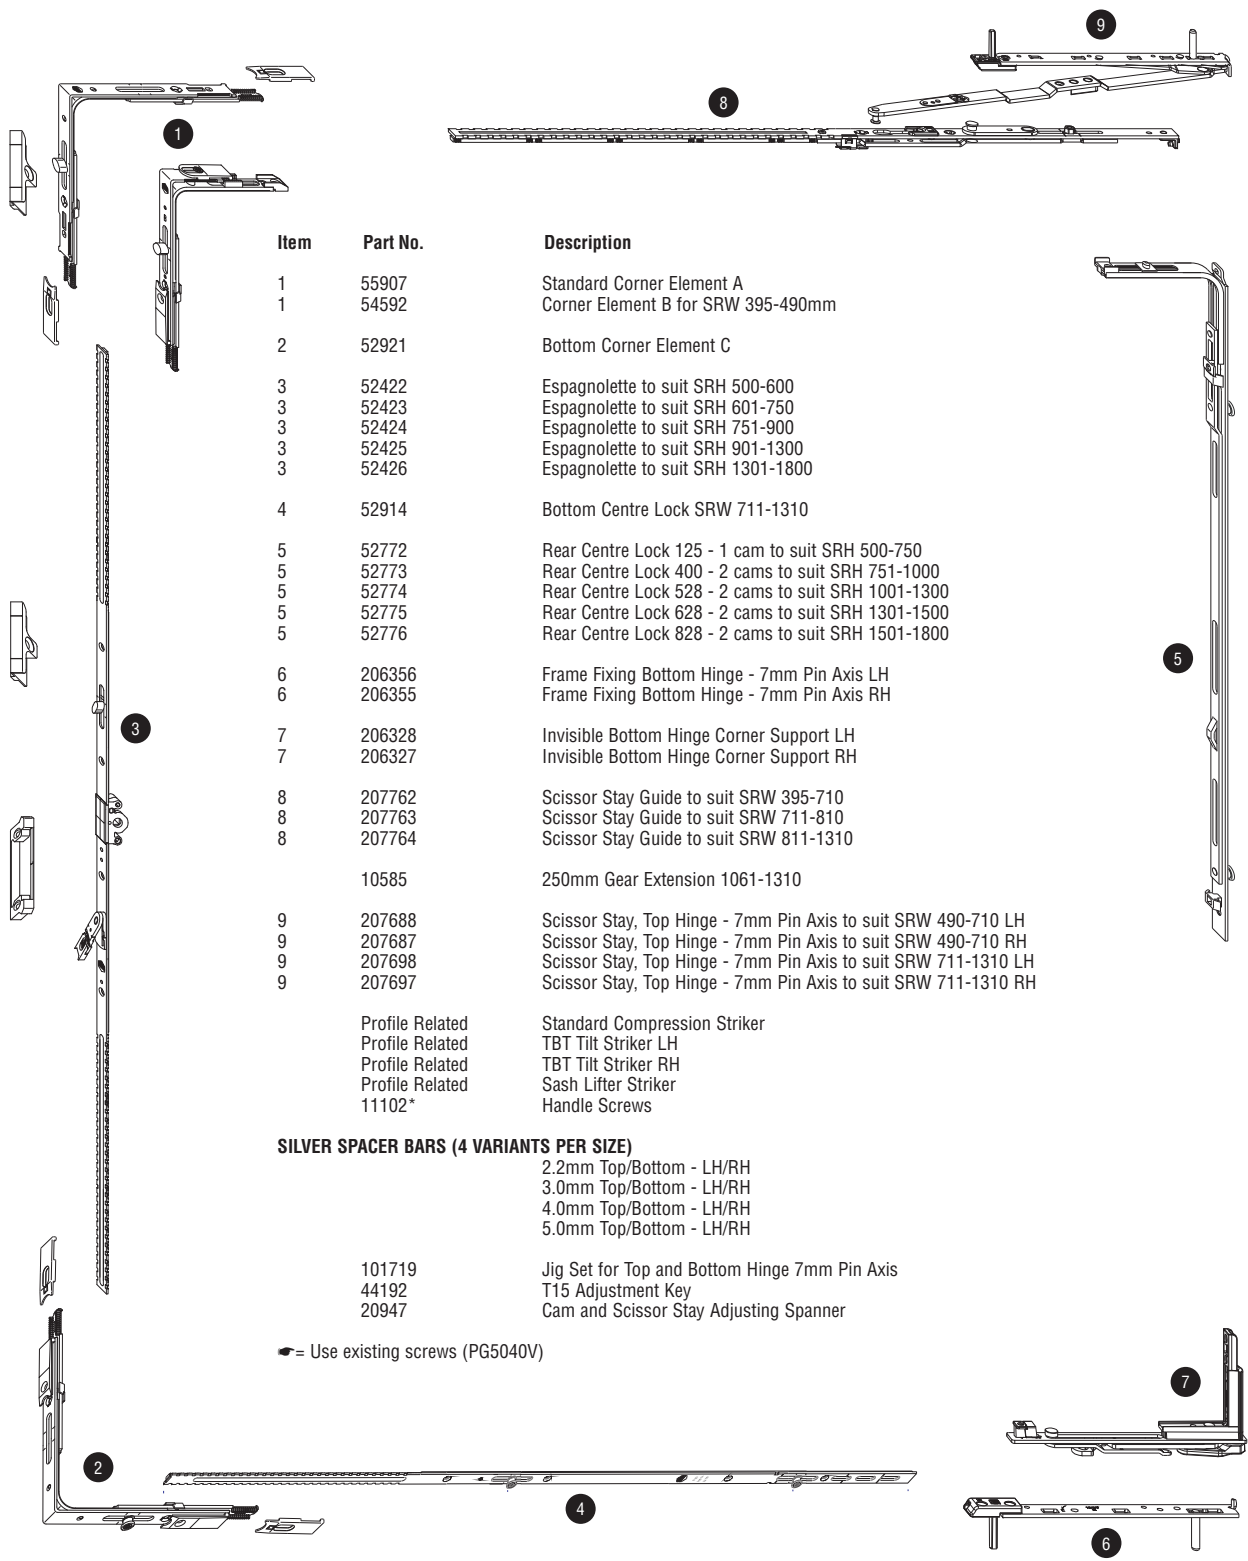 9
8
1
Item Part No. Description
1 55907 Standard Corner Element A
1 54592 Corner Element B for SRW 395-490mm
2 52921 Bottom Corner Element C
3 52422 Espagnolette to suit SRH 500-600
3 52423 Espagnolette to suit SRH 601-750
3 52424 Espagnolette to suit SRH 751-900
3 52425 Espagnolette to suit SRH 901-1300
3 52426 Espagnolette to suit SRH 1301-1800
4 52914 Bottom Centre Lock SRW 711-1310
5 52772 Rear Centre Lock 125 - 1 cam to suit SRH 500-750
5 52773 Rear Centre Lock 400 - 2 cams to suit SRH 751-1000
5 52774 Rear Centre Lock 528 - 2 cams to suit SRH 1001-1300
5 52775 Rear Centre Lock 628 - 2 cams to suit SRH 1301-1500
5 52776 Rear Centre Lock 828 - 2 cams to suit SRH 1501-1800
5
6 206356 Frame Fixing Bottom Hinge - 7mm Pin Axis LH
6 206355 Frame Fixing Bottom Hinge - 7mm Pin Axis RH
3
7 206328 Invisible Bottom Hinge Corner Support LH
7 206327 Invisible Bottom Hinge Corner Support RH
8 207762 Scissor Stay Guide to suit SRW 395-710
8 207763 Scissor Stay Guide to suit SRW 711-810
8 207764 Scissor Stay Guide to suit SRW 811-1310
10585 250mm Gear Extension 1061-1310
9 207688 Scissor Stay, Top Hinge - 7mm Pin Axis to suit SRW 490-710 LH
9 207687 Scissor Stay, Top Hinge - 7mm Pin Axis to suit SRW 490-710 RH
9 207698 Scissor Stay, Top Hinge - 7mm Pin Axis to suit SRW 711-1310 LH
9 207697 Scissor Stay, Top Hinge - 7mm Pin Axis to suit SRW 711-1310 RH
Profile Related Standard Compression Striker
Profile Related TBT Tilt Striker LH
Profile Related TBT Tilt Striker RH
Profile Related Sash Lifter Striker
11102* Handle Screws
SILVER SPACER BARS (4 VARIANTS PER SIZE)
2.2mm Top/Bottom - LH/RH
3.0mm Top/Bottom - LH/RH
4.0mm Top/Bottom - LH/RH
5.0mm Top/Bottom - LH/RH
101719 Jig Set for Top and Bottom Hinge 7mm Pin Axis
44192 T15 Adjustment Key
20947 Cam and Scissor Stay Adjusting Spanner
☛= Use existing screws (PG5040V)
7
2
4
6